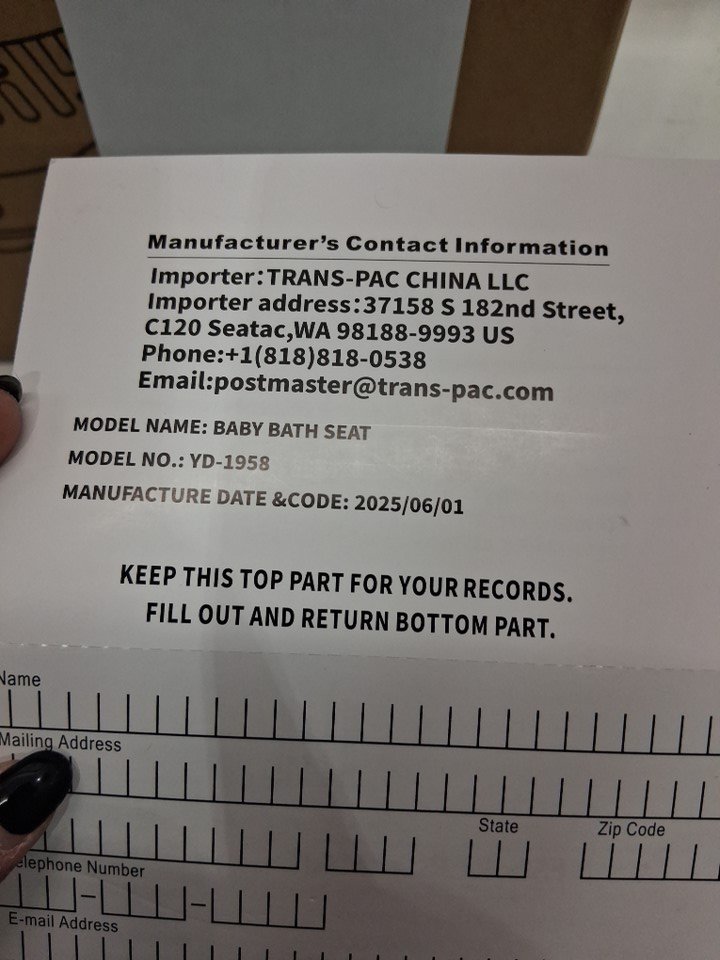 Manufacturer's Contact Information
Importer:TRANS-PAC CHINA LLC
Importer address:37158 S 182nd Street,
C120 Seatac,WA 98188-9993 US
Phone:+1(818)818-0538
Email:postmaster@trans-pac.com
MODEL NAME: BABY BATH SEAT
MODEL NO.: YD-1958
MANUFACTURE DATE &CODE: 2025/06/01
KEEP THIS TOP PART FOR YOUR RECORDS.
FILL OUT AND RETURN BOTTOM PART.
Name
Mailing Address
State Zip Code
elephone Number
E-mail Address